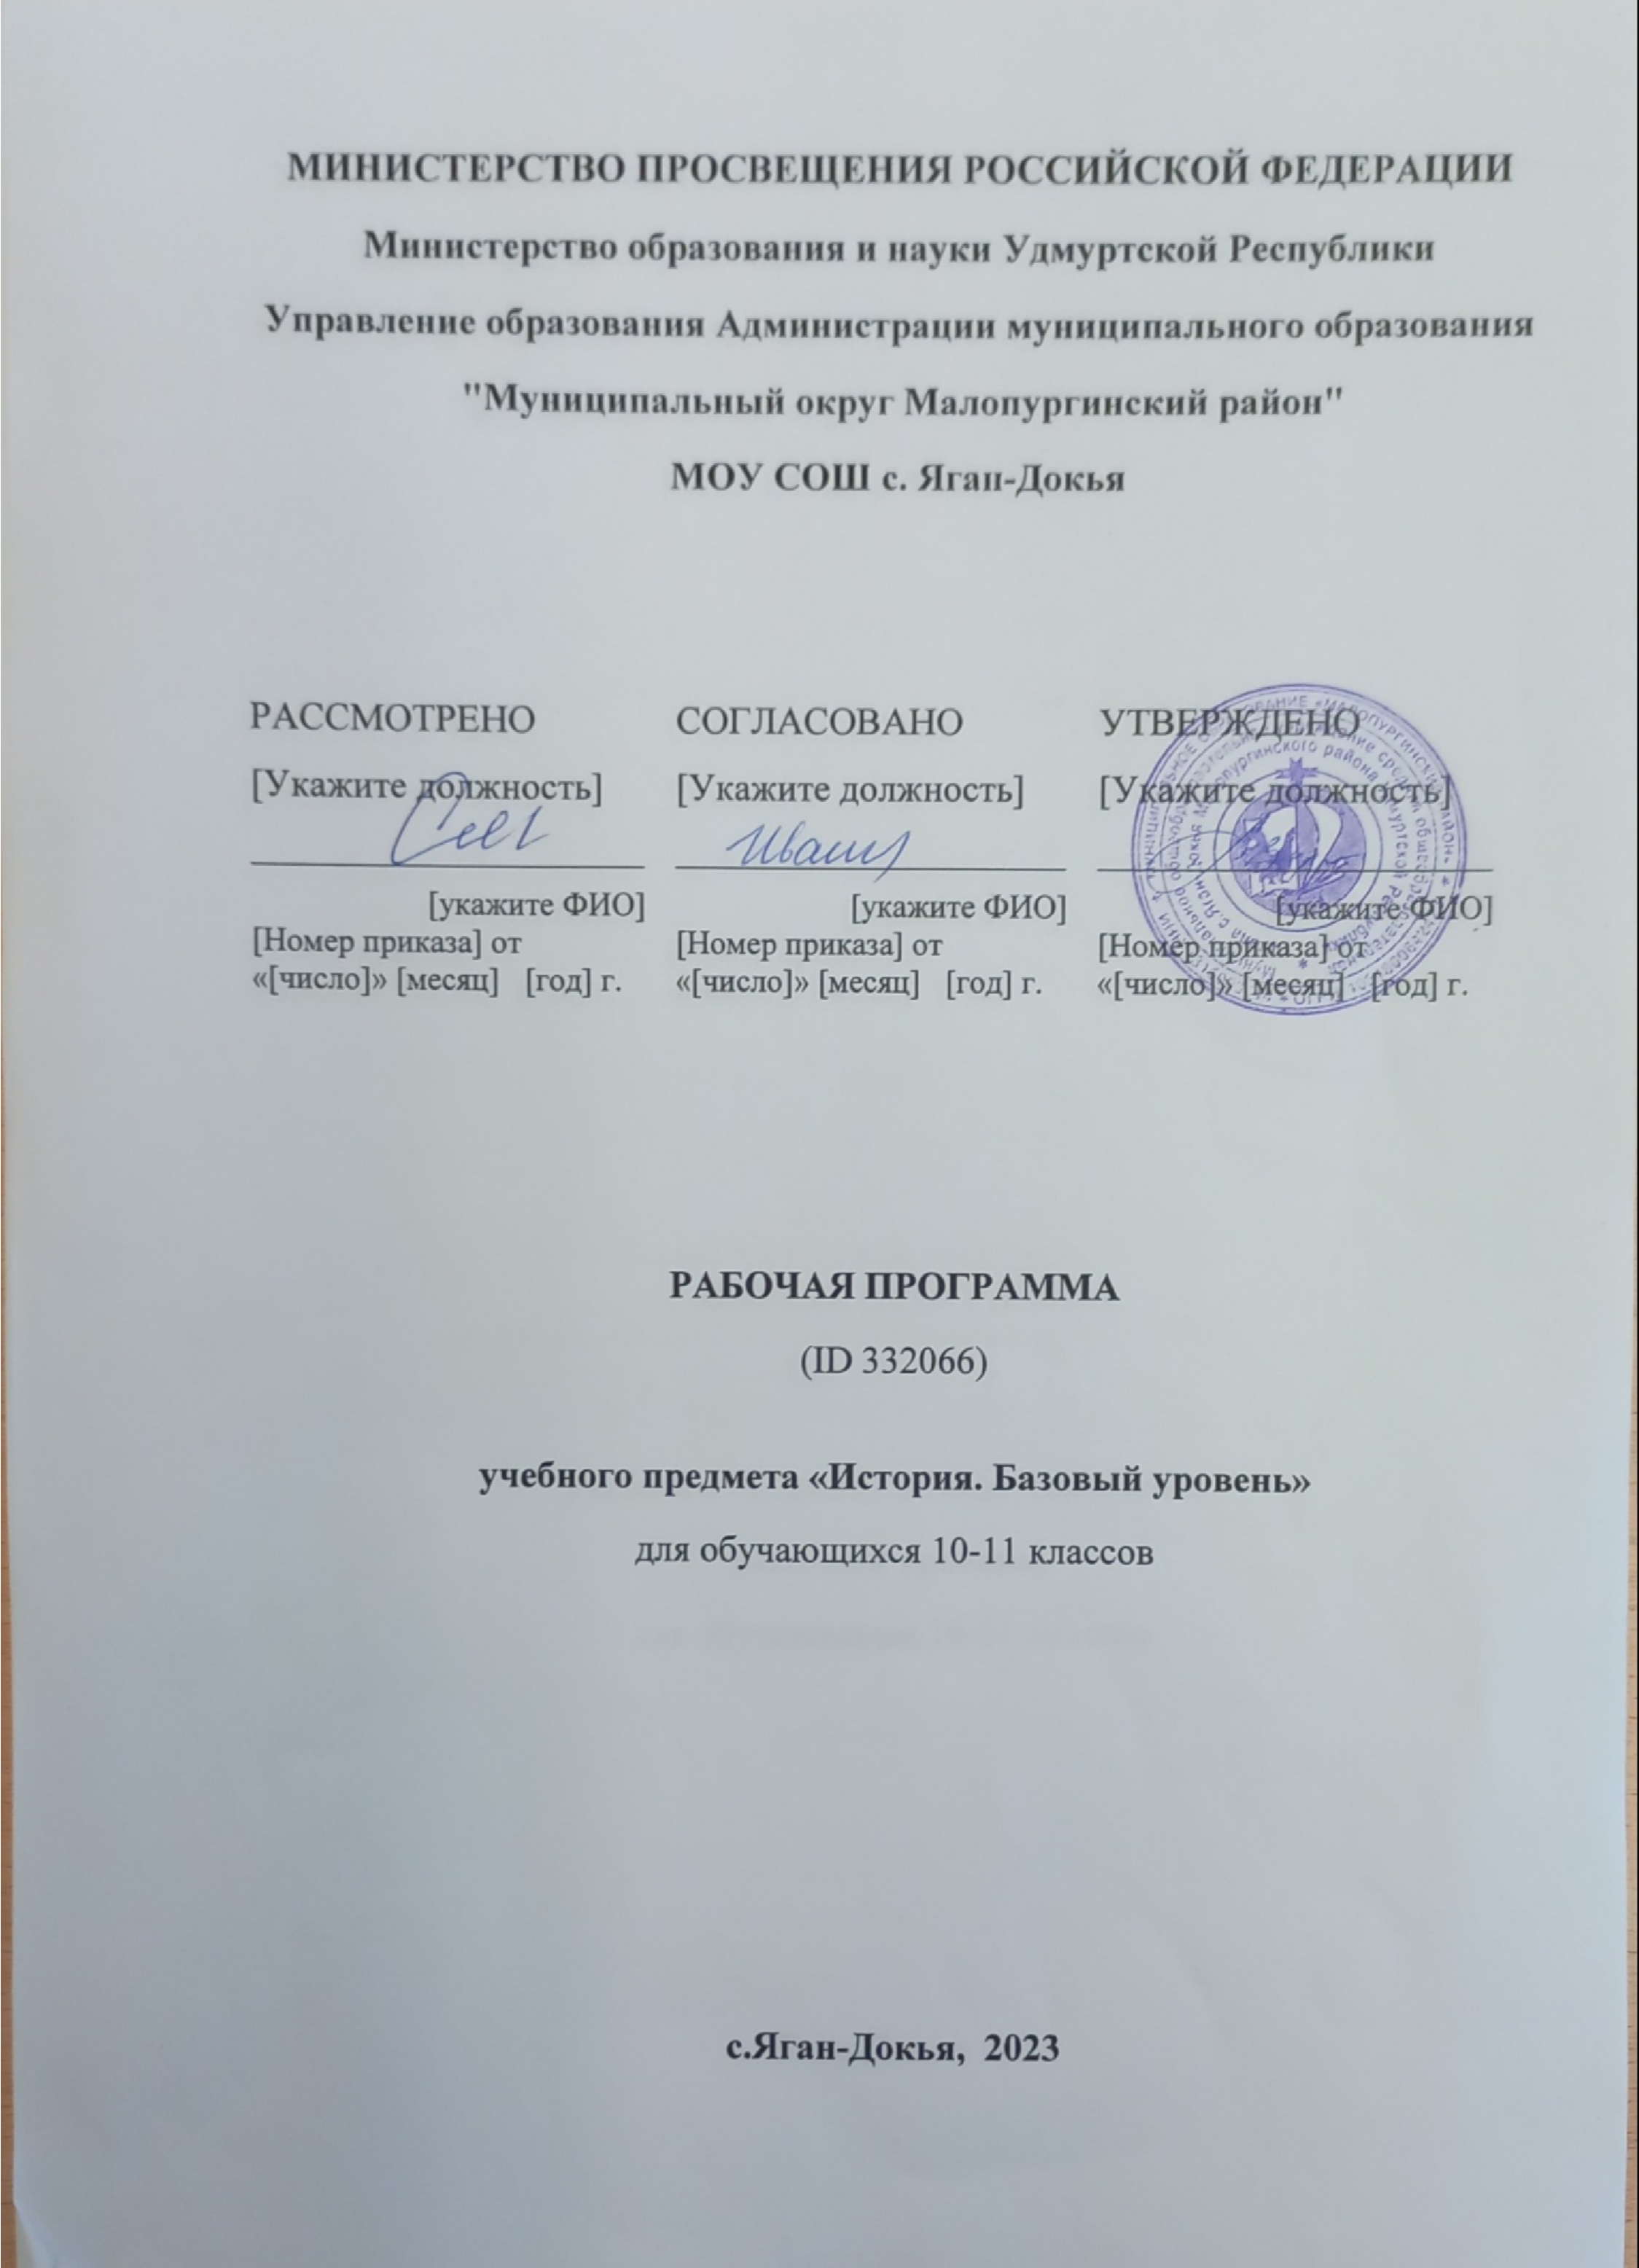 МИНИСТЕРСТВО ПРОСВЕЩЕНИЯ РОССИЙСКОЙ ФЕДЕРАЦИИ
Министерство образования и науки Удмуртской Республики
Управление образования Администрации муниципального образования
"Муниципальный округ Малопургинский район"
МОУ СОШ с. Яган-Докья
РАССМОТРЕНО
[Укажите должность]
[укажите ФИО]
[Номер приказа] от
«[число]» [месяц] [год] г.
СОГЛАСОВАНО
[Укажите должность]
[укажите ФИО]
[Номер приказа] от
«[число]» [месяц] [год] г.
УТВЕРЖДЕНО
[Укажите должность]
[укажите ФИО]
[Номер приказа] от
«[число]» [месяц] [год] г.
РАБОЧАЯ ПРОГРАММА
(ID 332066)
учебного предмета «История. Базовый уровень»
для обучающихся 10-11 классов
с.Яган-Докья, 2023